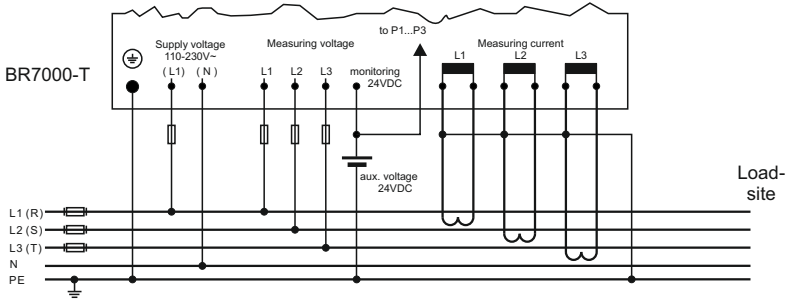 to P1...P3
Supply voltage
110-230V~
Measuring voltage
Measuring current
(L1) (N)
L1 L2 L3
monitoring
24VDC
L1 L2 L3
BR7000-T
aux. voltage
24VDC
Load-
site
L1 (R)
L2 (S)
L3 (T)
N
PE